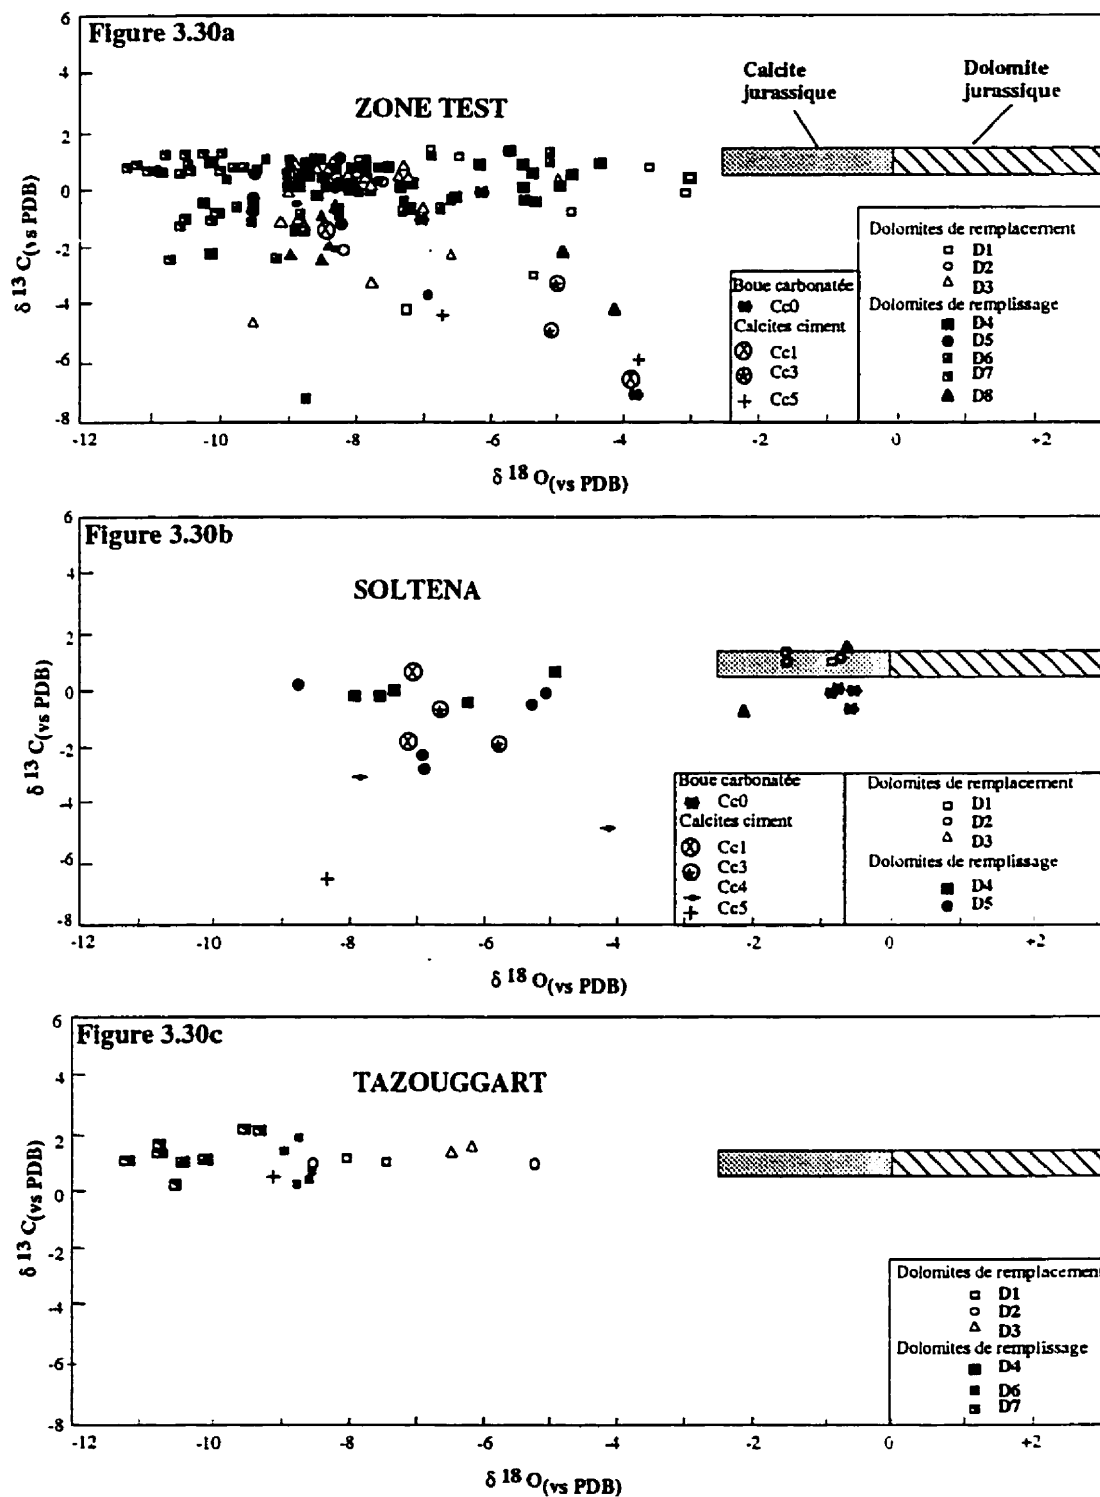 Figure 3.30a
ZONE TEST
Calcite jurassique
Dolomite jurassique
6
4
2
0
-2
-4
-6
-8
δ 13 C(vs PDB)
Boue carbonatée
Cc0
Calcites ciment
Cc1
Cc3
Cc5
Dolomites de remplacement
D1
D2
D3
Dolomites de remplissage
D4
D5
D6
D7
D8
-12 -10 -8 -6 -4 -2 0 +2
δ 18 O(vs PDB)
Figure 3.30b
SOLTENA
6
4
2
0
-2
-4
-6
-8
δ 13 C(vs PDB)
Boue carbonatée
Cc0
Calcites ciment
Cc1
Cc3
Cc4
Cc5
Dolomites de remplacement
D1
D2
D3
Dolomites de remplissage
D4
D5
-12 -10 -8 -6 -4 -2 0 +2
δ 18 O(vs PDB)
Figure 3.30c
TAZOUGGART
6
4
2
0
-2
-4
-6
-8
δ 13 C(vs PDB)
Dolomites de remplacement
D1
D2
D3
Dolomites de remplissage
D4
D6
D7
-12 -10 -8 -6 -4 -2 0 +2
δ 18 O(vs PDB)